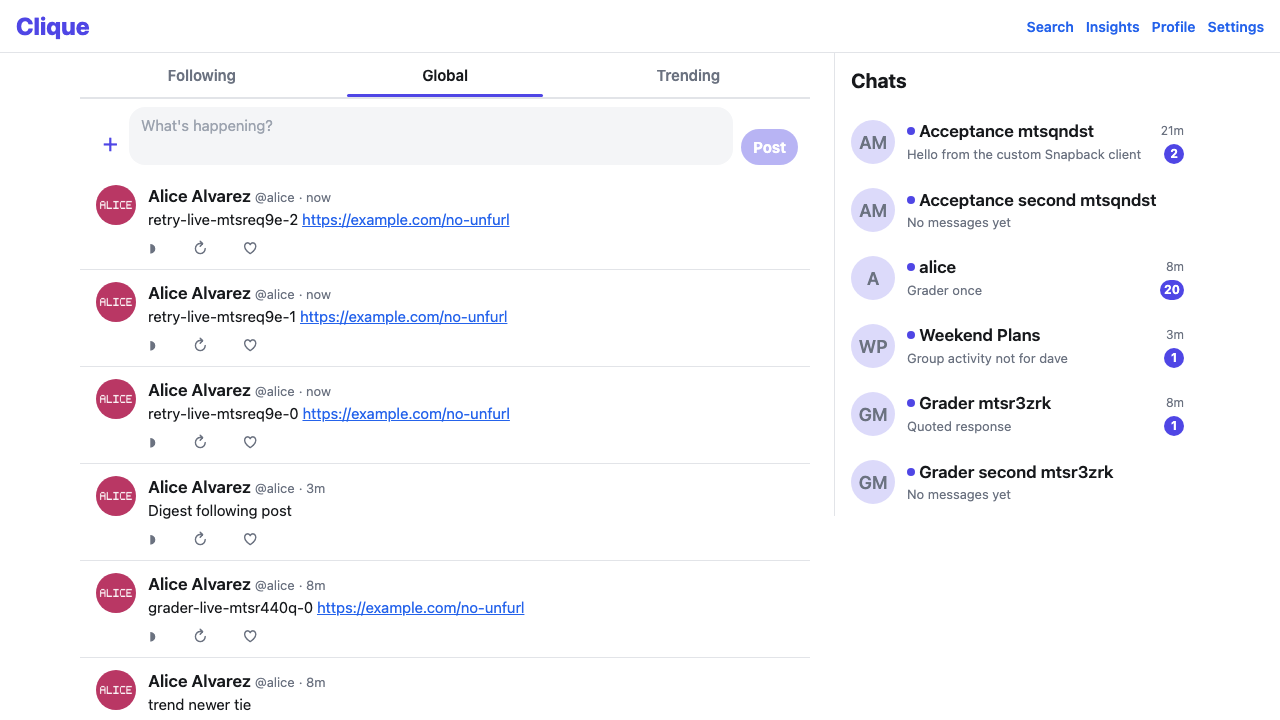 Clique
Search Insights Profile Settings
Following Global Trending
What's happening?
+ Post
ALICE
Alice Alvarez @alice · now
retry-live-mtsreq9e-2 https://example.com/no-unfurl
ALICE
Alice Alvarez @alice · now
retry-live-mtsreq9e-1 https://example.com/no-unfurl
ALICE
Alice Alvarez @alice · now
retry-live-mtsreq9e-0 https://example.com/no-unfurl
ALICE
Alice Alvarez @alice · 3m
Digest following post
ALICE
Alice Alvarez @alice · 8m
grader-live-mtsr440q-0 https://example.com/no-unfurl
ALICE
Alice Alvarez @alice · 8m
trend newer tie
Chats
AM
Acceptance mtsqndst 21m
Hello from the custom Snapback client 2
AM
Acceptance second mtsqndst
No messages yet
A
alice 8m
Grader once 20
WP
Weekend Plans 3m
Group activity not for dave 1
GM
Grader mtsr3zrk 8m
Quoted response 1
GM
Grader second mtsr3zrk
No messages yet